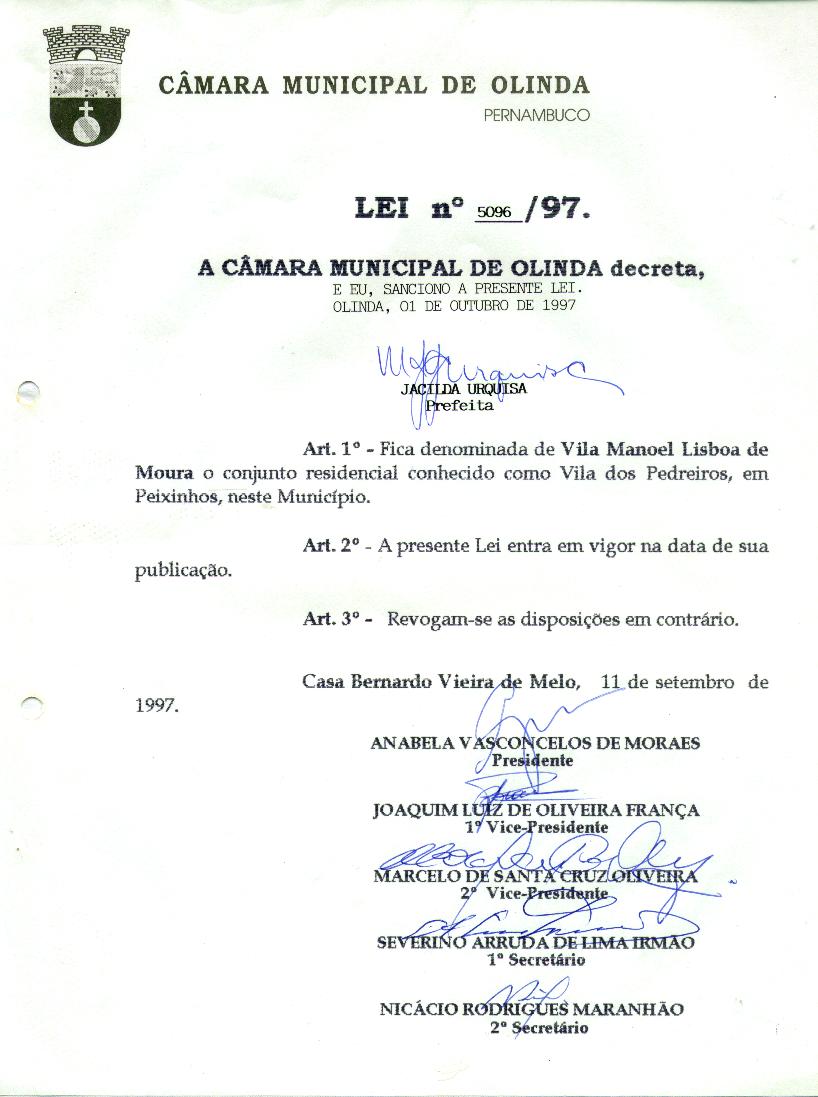 CÂMARA MUNICIPAL DE OLINDA
PERNAMBUCO
LEI nº 5096 /97.
A CÂMARA MUNICIPAL DE OLINDA decreta,
E EU, SANCIONO A PRESENTE LEI.
OLINDA, 01 DE OUTUBRO DE 1997
JACILDA URQUISA
Prefeita
Art. 1º - Fica denominada de Vila Manoel Lisboa de
Moura o conjunto residencial conhecido como Vila dos Pedreiros, em
Peixinhos, neste Município.
Art. 2º - A presente Lei entra em vigor na data de sua
publicação.
Art. 3º - Revogam-se as disposições em contrário.
Casa Bernardo Vieira de Melo, 11 de setembro de
1997.
ANABELA VASCONCELOS DE MORAES
Presidente
JOAQUIM LUIZ DE OLIVEIRA FRANÇA
1º Vice-Presidente
MARCELO DE SANTA CRUZ OLIVEIRA
2º Vice-Presidente
SEVERINO ARRUDA DE LIMA IRMÃO
1º Secretário
NICÁCIO RODRIGUES MARANHÃO
2º Secretário